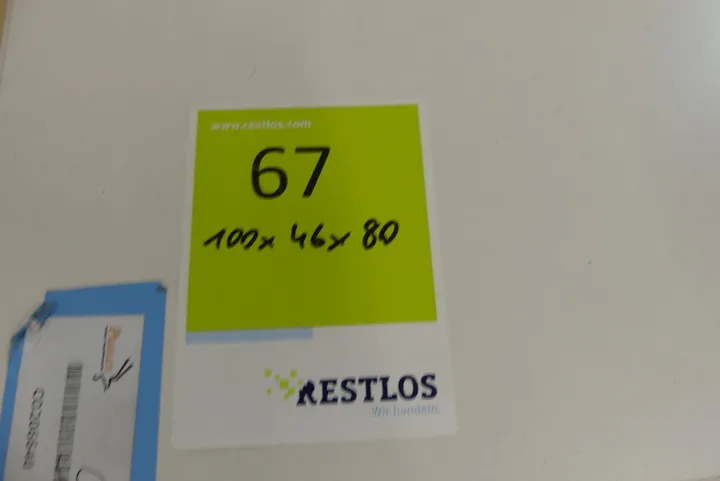 www.restlos.com
67
100x 46x 80
RESTLOS
Wir handeln